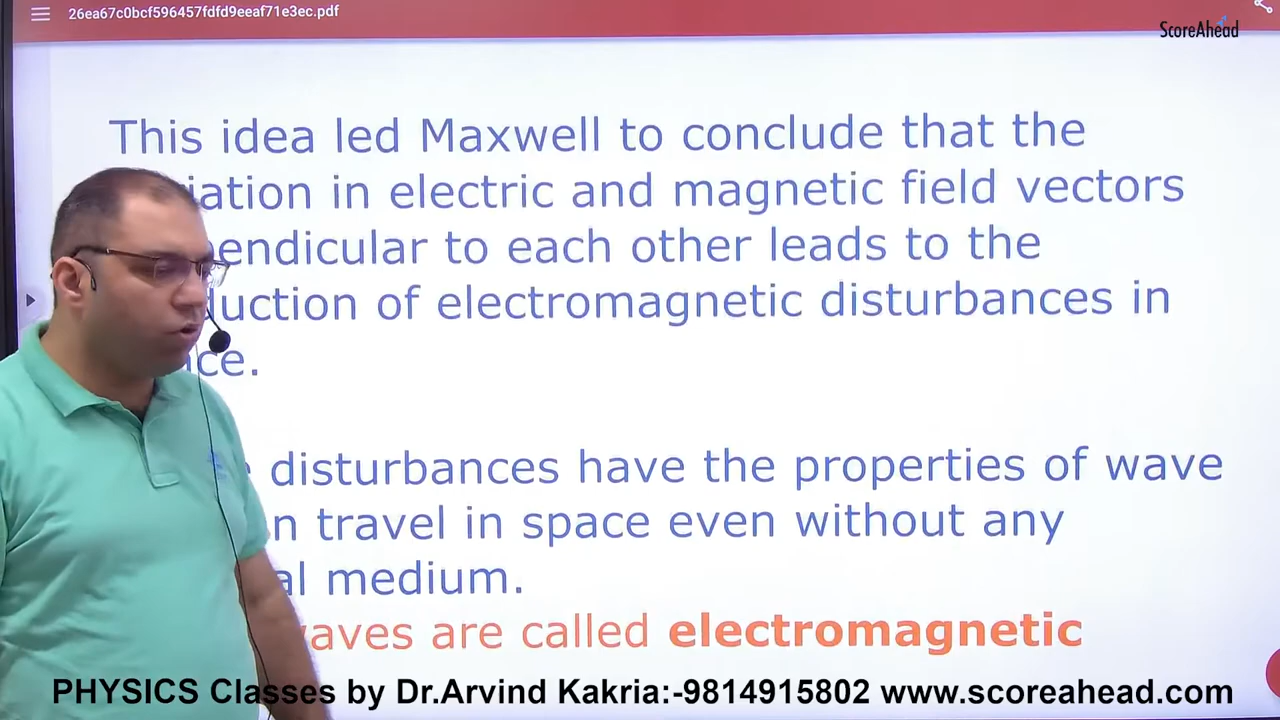 26ea67c0bcf596457fdfd9eeaf71e3ec.pdf
ScoreAhead
This idea led Maxwell to conclude that the
iation in electric and magnetic field vectors
endicular to each other leads to the
duction of electromagnetic disturbances in
ce.
disturbances have the properties of wave
n travel in space even without any
al medium.
waves are called electromagnetic
PHYSICS Classes by Dr.Arvind Kakria:-9814915802 www.scoreahead.com